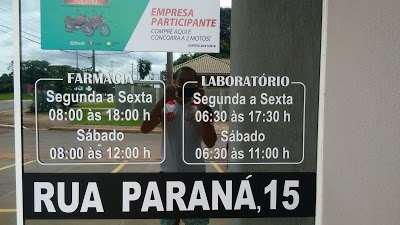 EMPRESA
PARTICIPANTE
COMPRE AQUI E
CONCORRA A 2 MOTOS!
FARMÁCIA
Segunda a Sexta
08:00 às 18:00 h
Sábado
08:00 às 12:00 h
LABORATÓRIO
Segunda a Sexta
06:30 às 17:30 h
Sábado
06:30 às 11:00 h
RUA PARANÁ,15